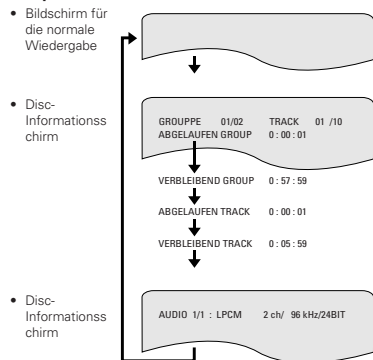 • Bildschirm für
die normale
Wiedergabe
• Disc-
Informationss
chirm
GROUPPE 01/02 TRACK 01 /10
ABGELAUFEN GROUP 0 : 00 : 01
VERBLEIBEND GROUP 0 : 57 : 59
ABGELAUFEN TRACK 0 : 00 : 01
VERBLEIBEND TRACK 0 : 05 : 59
• Disc-
Informationss
chirm
AUDIO 1/1 : LPCM 2 ch/ 96 kHz/24BIT